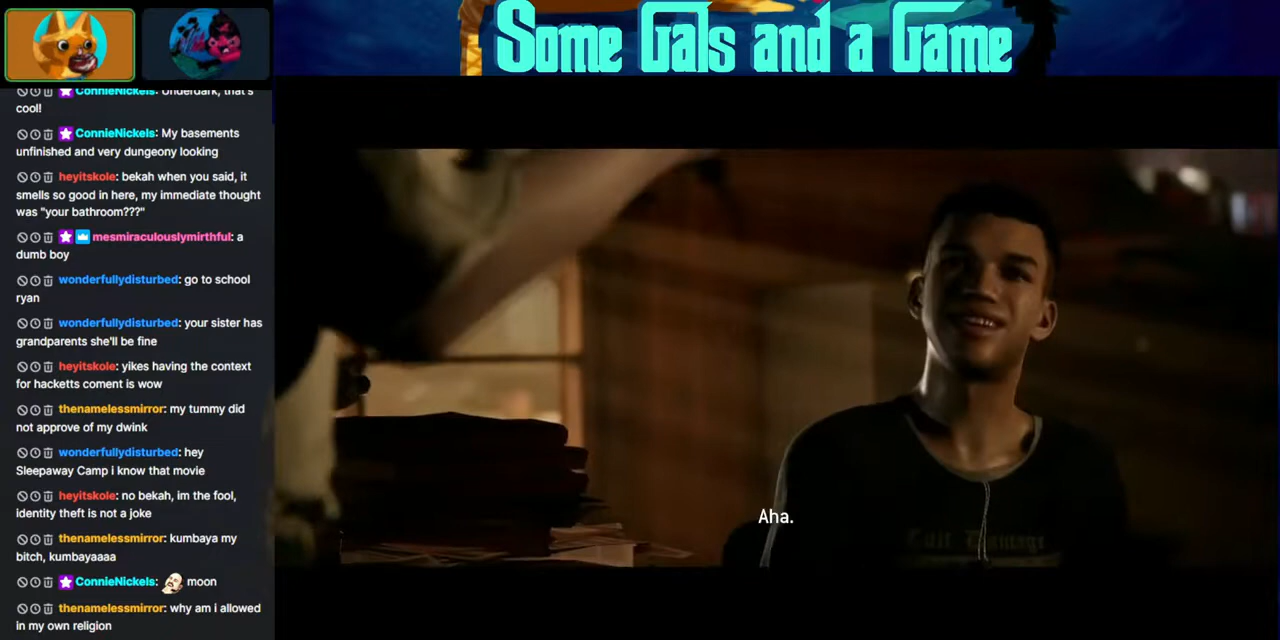 Some Gals and a Game
ConnieNickels: Underdark, that's
cool!
ConnieNickels: My basements
unfinished and very dungeony looking
heyitskole: bekah when you said, it
smells so good in here, my immediate thought
was "your bathroom???"
mesmiraculouslymirthful: a
dumb boy
wonderfullydisturbed: go to school
ryan
wonderfullydisturbed: your sister has
grandparents she'll be fine
heyitskole: yikes having the context
for hacketts coment is wow
thenamelessmirror: my tummy did
not approve of my dwink
wonderfullydisturbed: hey
Sleepaway Camp i know that movie
heyitskole: no bekah, im the fool,
identity theft is not a joke
thenamelessmirror: kumbaya my
bitch, kumbayaaaa
ConnieNickels: moon
thenamelessmirror: why am i allowed
in my own religion
Aha.